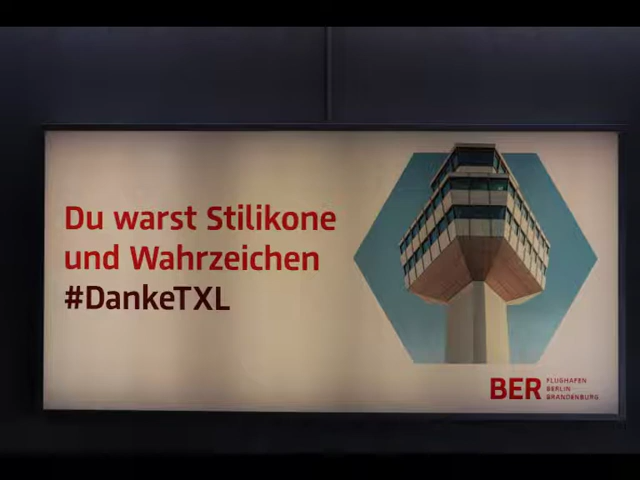 Du warst Stilikone
und Wahrzeichen
#DankeTXL
BER
FLUGHAFEN
BERLIN
BRANDENBURG